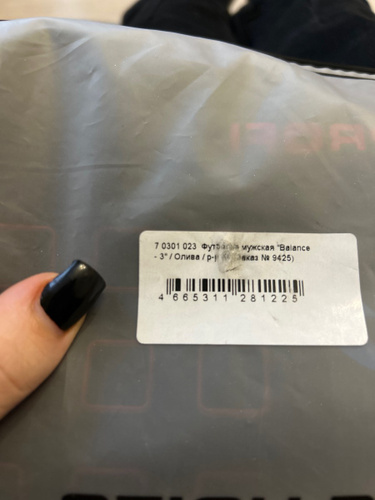 7 0301 023 мужская "Balance
- 3" / Олива / р-р № 9425)
4 665311 281225